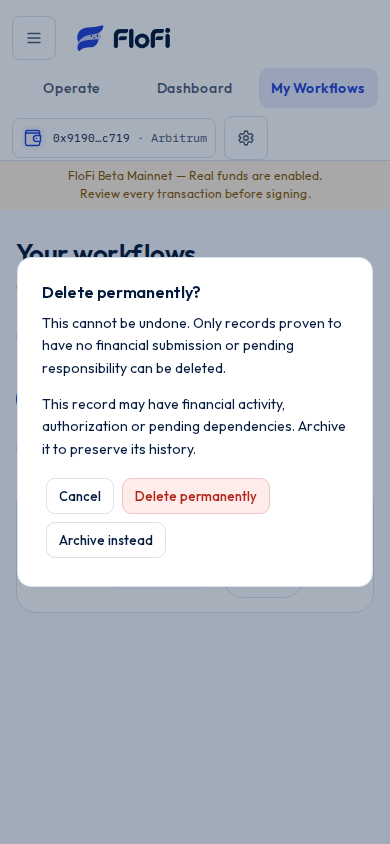 FloFi
Operate
Dashboard
My Workflows
0x9190…c719 · Arbitrum
FloFi Beta Mainnet — Real funds are enabled.
Review every transaction before signing.
Your workflows
Delete permanently?
This cannot be undone. Only records proven to
have no financial submission or pending
responsibility can be deleted.
This record may have financial activity,
authorization or pending dependencies. Archive
it to preserve its history.
Cancel
Delete permanently
Archive instead